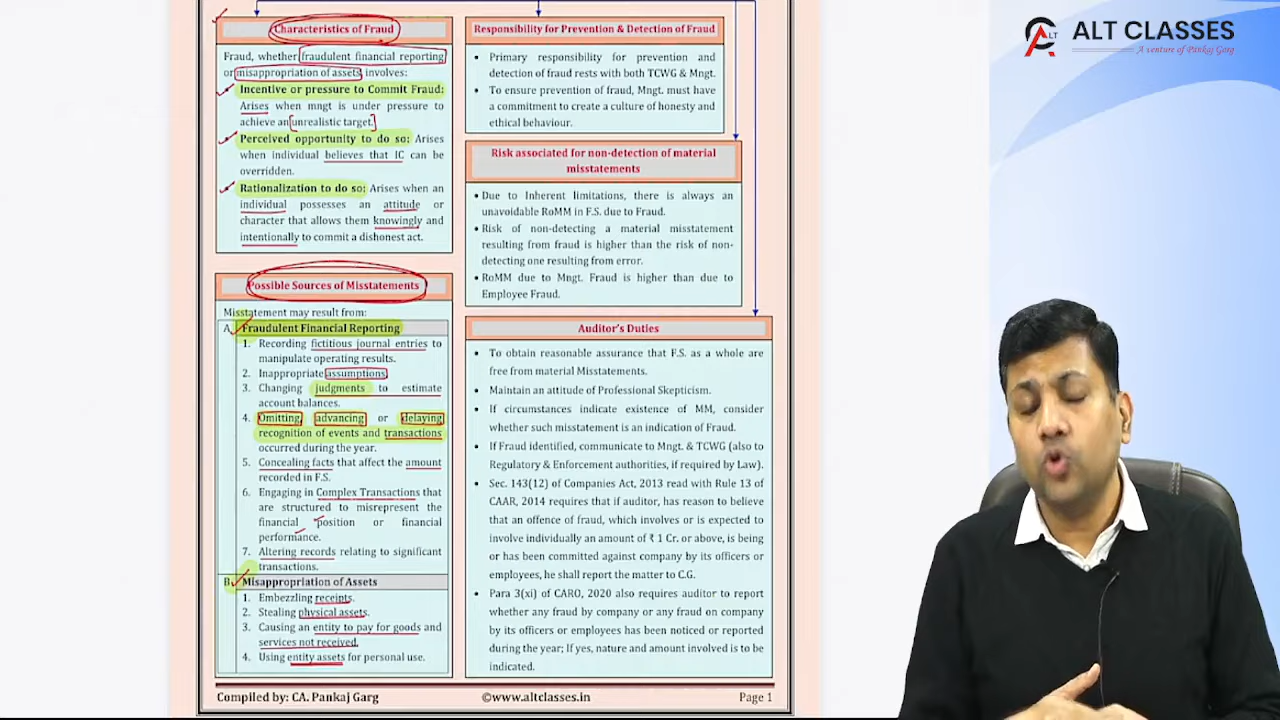 Characteristics of Fraud
Fraud, whether fraudulent financial reporting
or misappropriation of assets, involves:
Incentive or pressure to Commit Fraud:
Arises when mngt is under pressure to
achieve an unrealistic target.
• Perceived opportunity to do so: Arises
when individual believes that IC can be
overridden.
• Rationalization to do so: Arises when an
individual possesses an attitude or
character that allows them knowingly and
intentionally to commit a dishonest act.
Possible Sources of Misstatements
Misstatement may result from:
A. Fraudulent Financial Reporting
1. Recording fictitious journal entries to
manipulate operating results.
2. Inappropriate assumptions.
3. Changing judgments to estimate
account balances.
4. Omitting, advancing or delaying
recognition of events and transactions
occurred during the year.
5. Concealing facts that affect the amount
recorded in F.S.
6. Engaging in Complex Transactions that
are structured to misrepresent the
financial position or financial
performance.
7. Altering records relating to significant
transactions.
B. Misappropriation of Assets
1. Embezzling receipts.
2. Stealing physical assets.
3. Causing an entity to pay for goods and
services not received.
4. Using entity assets for personal use.
Responsibility for Prevention & Detection of Fraud
• Primary responsibility for prevention and
detection of fraud rests with both TCWG & Mngt.
• To ensure prevention of fraud, Mngt. must have
a commitment to create a culture of honesty and
ethical behaviour.
Risk associated for non-detection of material
misstatements
• Due to Inherent limitations, there is always an
unavoidable RoMM in F.S. due to Fraud.
• Risk of non-detecting a material misstatement
resulting from fraud is higher than the risk of non-
detecting one resulting from error.
• RoMM due to Mngt. Fraud is higher than due to
Employee Fraud.
Auditor's Duties
• To obtain reasonable assurance that F.S. as a whole are
free from material Misstatements.
• Maintain an attitude of Professional Skepticism.
• If circumstances indicate existence of MM, consider
whether such misstatement is an indication of Fraud.
• If Fraud identified, communicate to Mngt. & TCWG (also to
Regulatory & Enforcement authorities, if required by Law).
• Sec. 143(12) of Companies Act, 2013 read with Rule 13 of
CAAR, 2014 requires that if auditor, has reason to believe
that an offence of fraud, which involves or is expected to
involve individually an amount of ₹ 1 Cr. or above, is being
or has been committed against company by its officers or
employees, he shall report the matter to C.G.
• Para 3(xi) of CARO, 2020 also requires auditor to report
whether any fraud by company or any fraud on company
by its officers or employees has been noticed or reported
during the year; If yes, nature and amount involved is to be
indicated.
Compiled by: CA. Pankaj Garg
©www.altclasses.in
Page 1
ALT
ALT CLASSES
A venture of Pankaj Garg